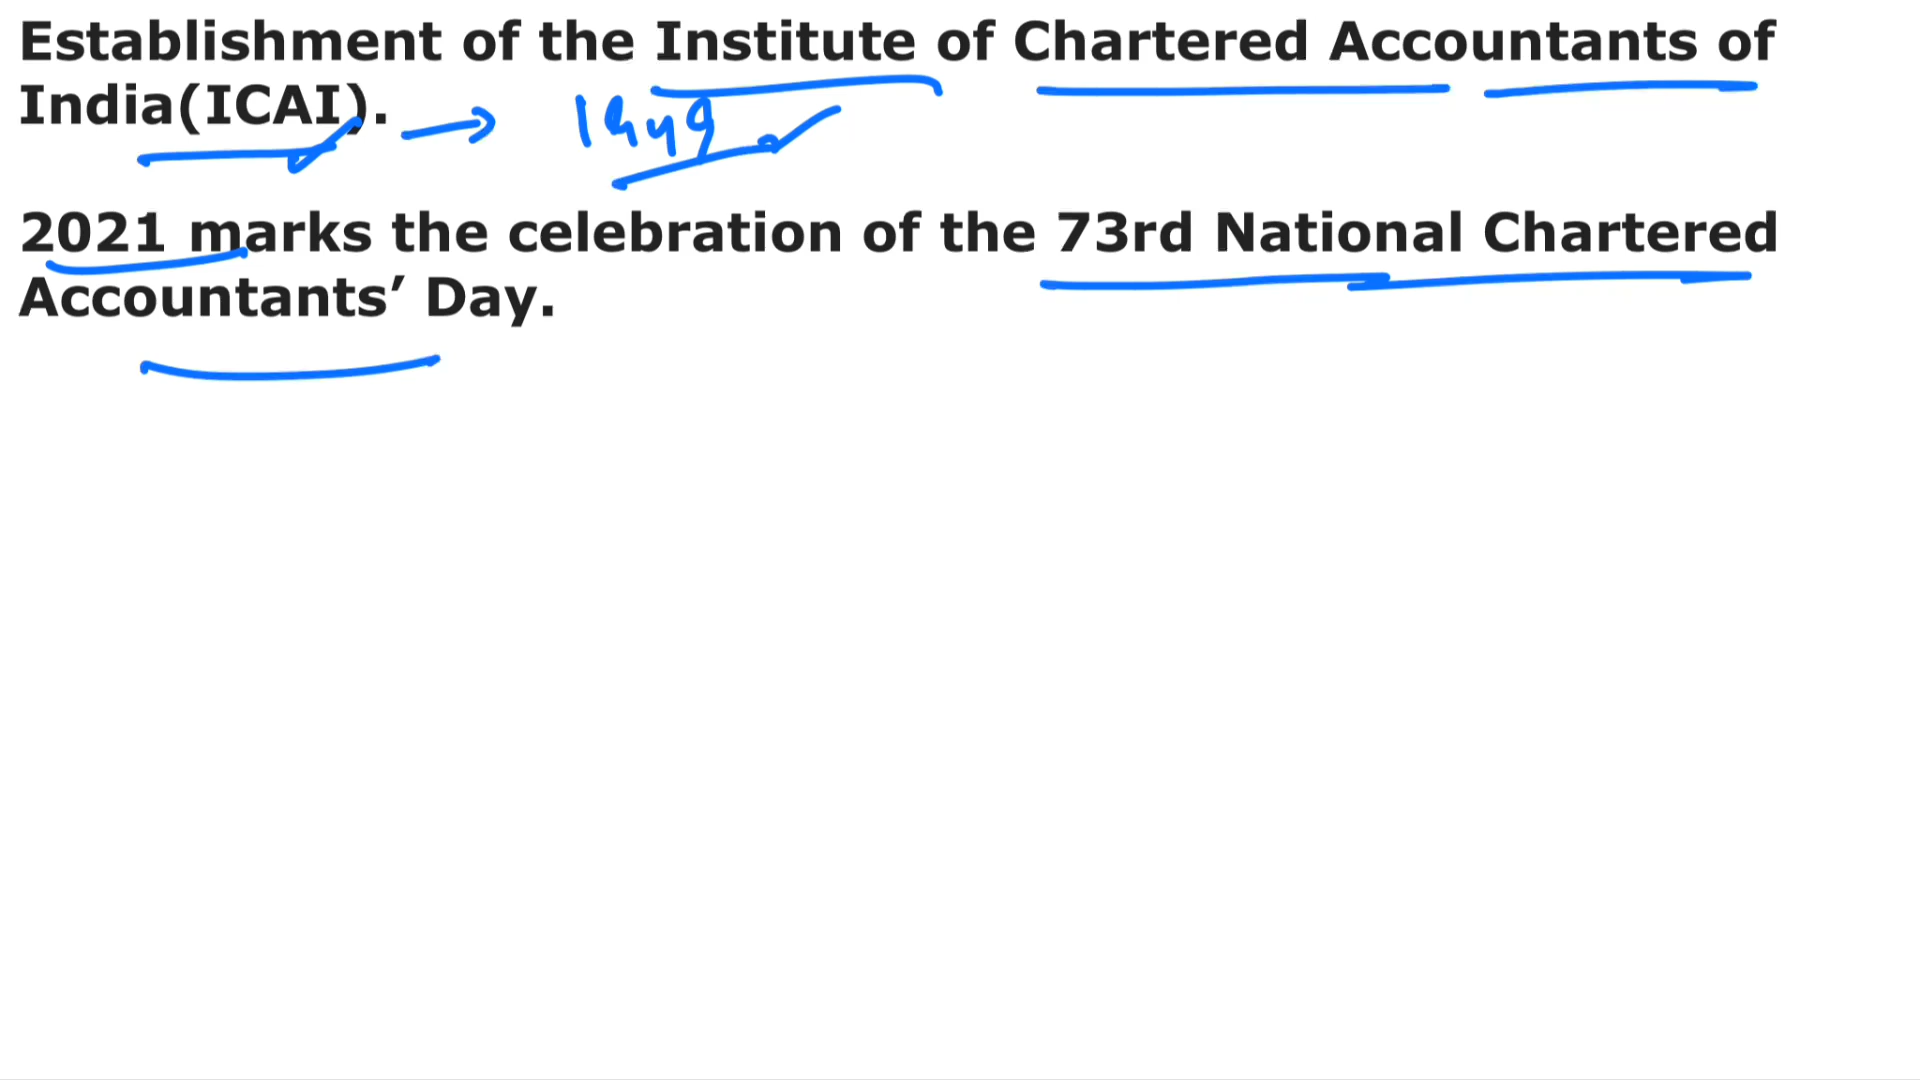 Establishment of the Institute of Chartered Accountants of
India(ICAI). → 1949
2021 marks the celebration of the 73rd National Chartered
Accountants’ Day.